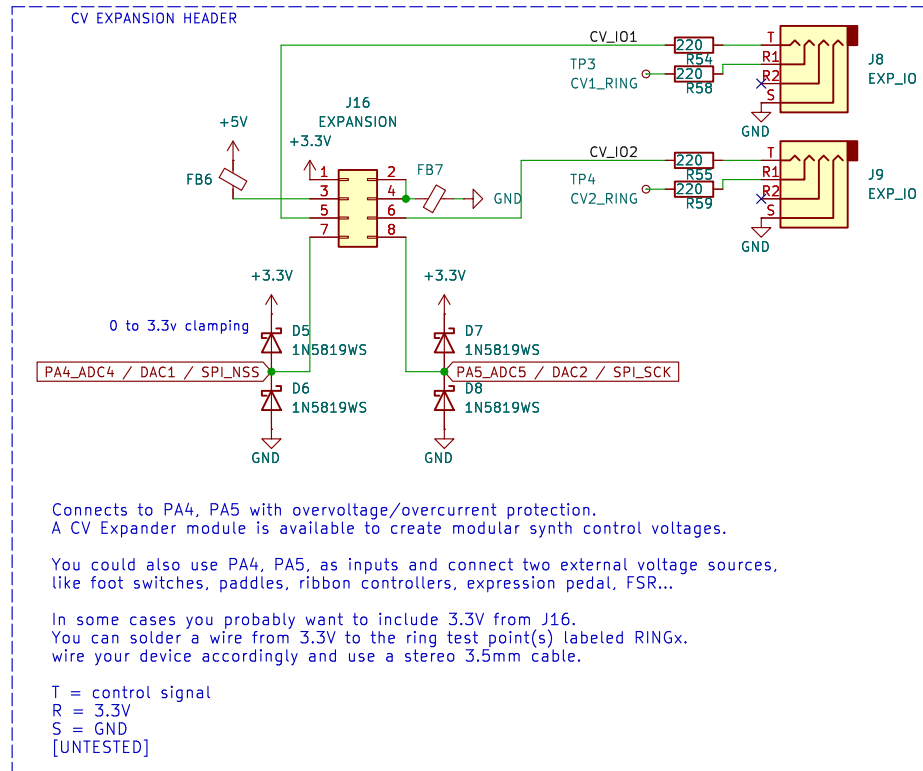 CV EXPANSION HEADER
CV_IO1
220
T
R54
TP3
CV1_RING
220
R1
R58
R2
S
J8
EXP_IO
GND
J16
EXPANSION
+5V
+3.3V
FB6
FB7
1
2
3
4
5
6
7
8
GND
CV_IO2
220
T
R55
TP4
CV2_RING
220
R1
R59
R2
S
J9
EXP_IO
GND
+3.3V
+3.3V
0 to 3.3v clamping
D5
1N5819WS
D7
1N5819WS
PA4_ADC4 / DAC1 / SPI_NSS
PA5_ADC5 / DAC2 / SPI_SCK
D6
1N5819WS
D8
1N5819WS
GND
GND
Connects to PA4, PA5 with overvoltage/overcurrent protection.
A CV Expander module is available to create modular synth control voltages.
You could also use PA4, PA5, as inputs and connect two external voltage sources,
like foot switches, paddles, ribbon controllers, expression pedal, FSR...
In some cases you probably want to include 3.3V from J16.
You can solder a wire from 3.3V to the ring test point(s) labeled RINGx.
wire your device accordingly and use a stereo 3.5mm cable.
T = control signal
R = 3.3V
S = GND
[UNTESTED]